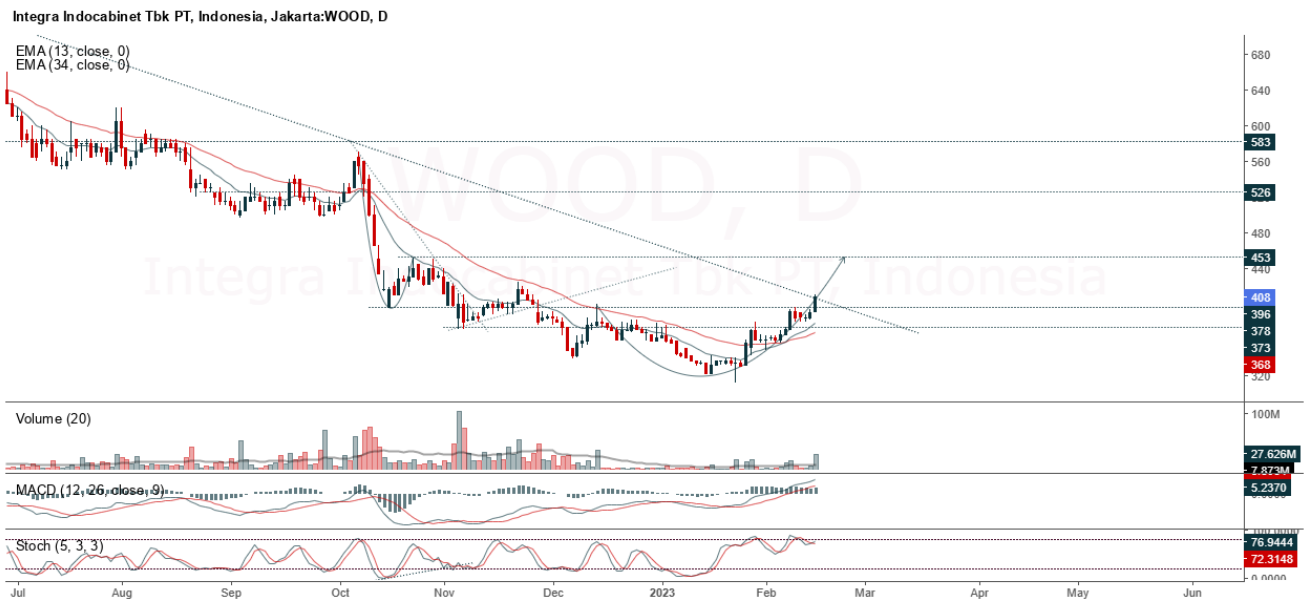 Integra Indocabinet Tbk PT, Indonesia, Jakarta:WOOD, D
EMA (13, close, 0)
EMA (34, close, 0)
WOOD, D
Integra Indocabinet Tbk PT, Indonesia
680
640
600
583
560
526
480
453
440
408
396
378
373
368
320
Volume (20)
100M
27.626M
7.873M
MACD (12, 26, close, 9)
5.2370
Stoch (5, 3, 3)
76.9444
72.3148
0.0000
Jul Aug Sep Oct Nov Dec 2023 Feb Mar Apr May Jun